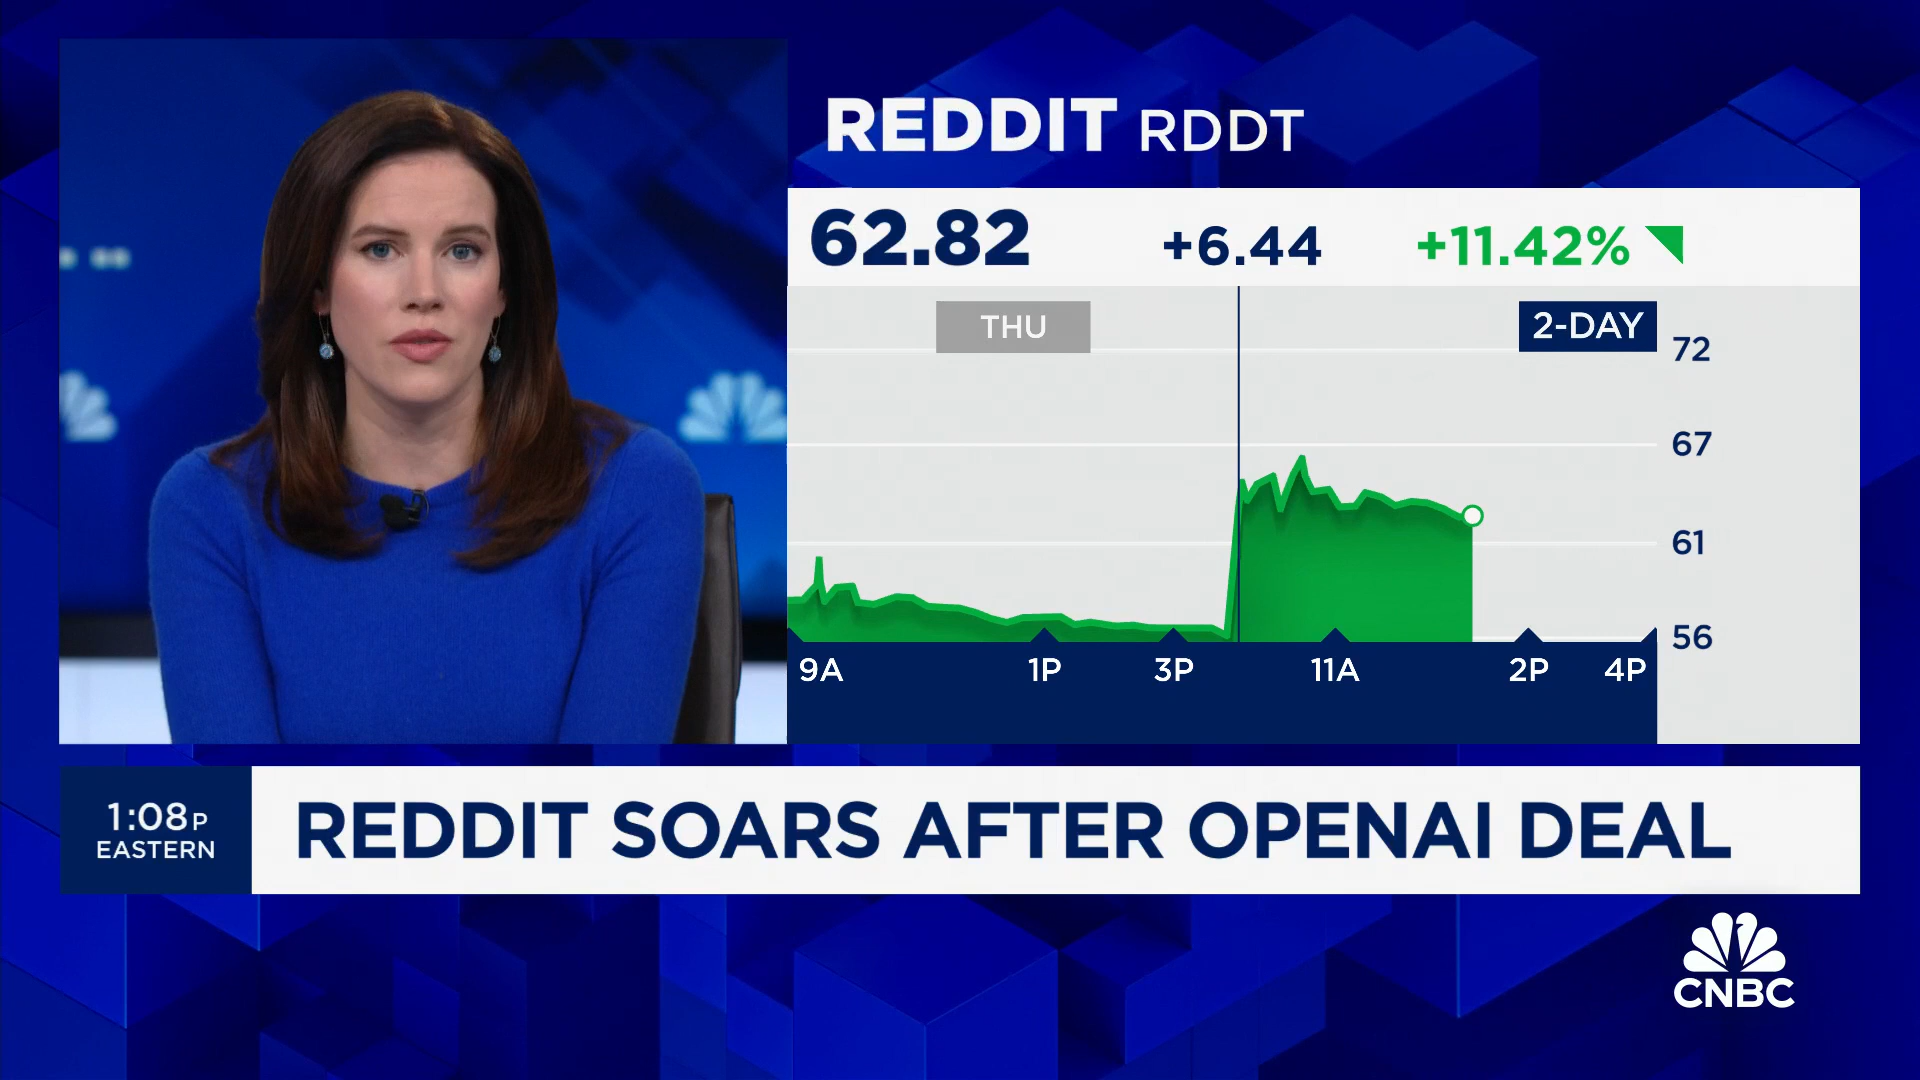 REDDIT RDDT
62.82 +6.44 +11.42%
THU
2-DAY
72
67
61
56
9A 1P 3P 11A 2P 4P
1:08P
EASTERN
REDDIT SOARS AFTER OPENAI DEAL
CNBC